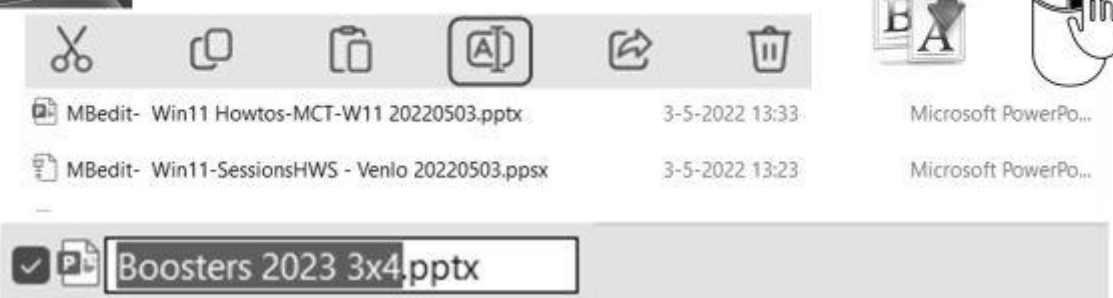 B A
A
MBedit- Win11 Howtos-MCT-W11 20220503.pptx 3-5-2022 13:33 Microsoft PowerPo...
MBedit- Win11-SessionsHWS - Venlo 20220503.ppsx 3-5-2022 13:23 Microsoft PowerPo...
...
Boosters 2023 3x4.pptx